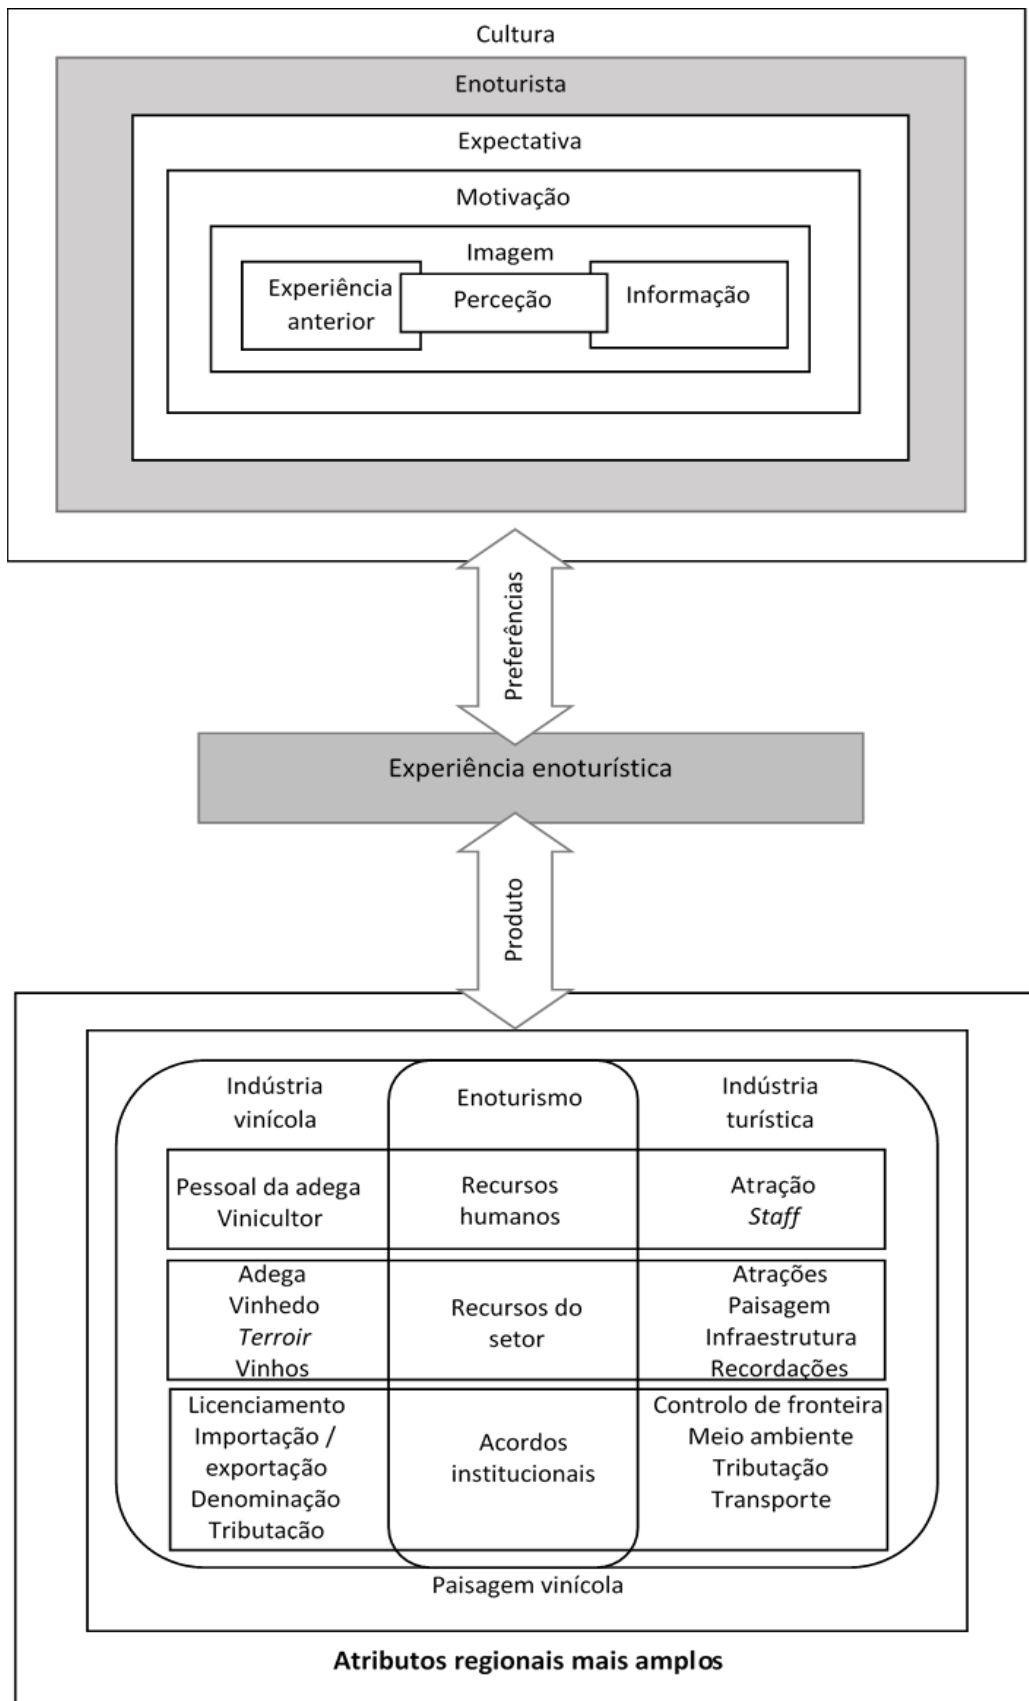 Cultura
Enoturista
Expectativa
Motivação
Imagem
Experiência
anterior
Perceção
Informação
Preferências
Experiência enoturística
Produto
Indústria
vinícola
Enoturismo
Indústria
turística
Pessoal da adega
Vinicultor
Recursos
humanos
Atração
Staff
Adega
Vinhedo
Terroir
Vinhos
Recursos do
setor
Atrações
Paisagem
Infraestrutura
Recordações
Licenciamento
Importação /
exportação
Denominação
Tributação
Acordos
institucionais
Controlo de fronteira
Meio ambiente
Tributação
Transporte
Paisagem vinícola
Atributos regionais mais amplos